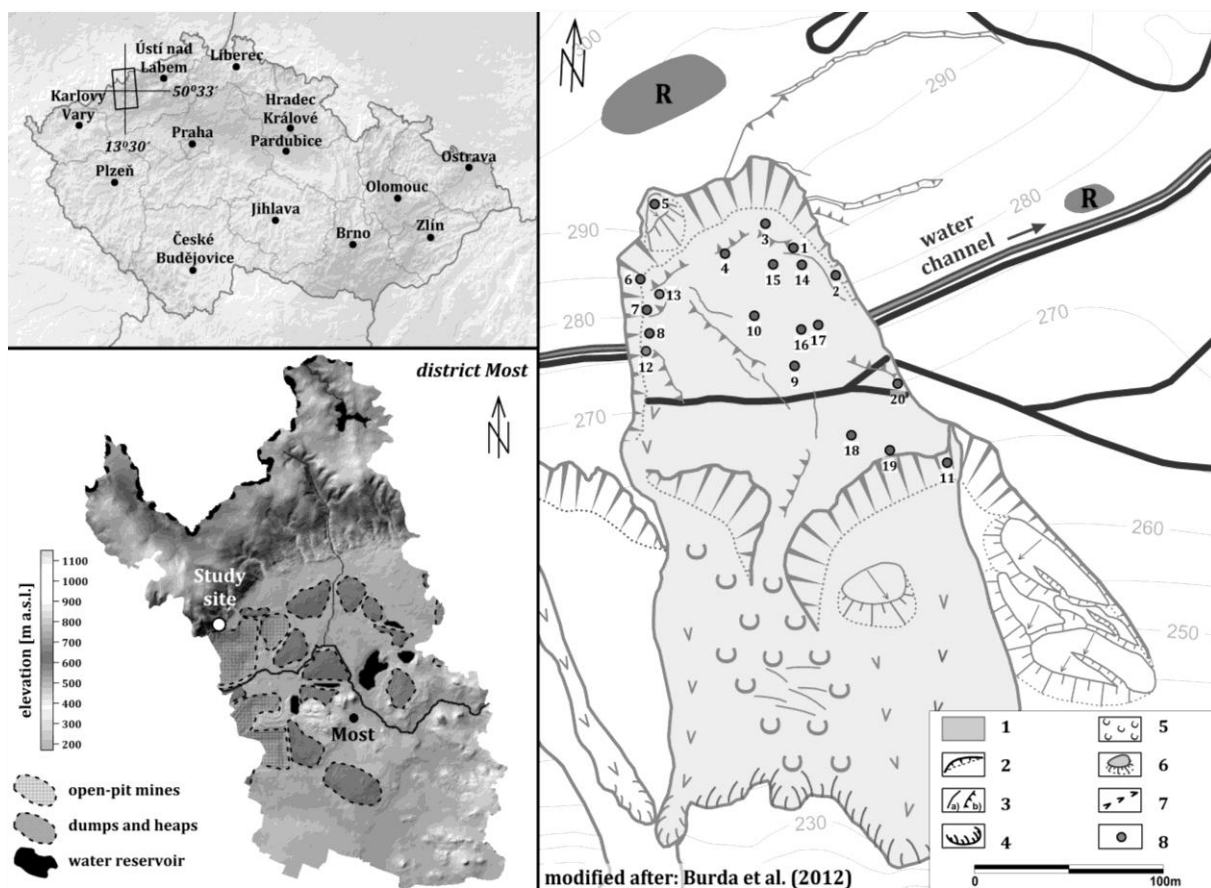 Ústí nad
Labem
Liberec
Karlovy
Vary
50°33′
Hradec
Králové
13°30′
Praha
Pardubice
Ostrava
Plzeň
Olomouc
Jihlava
Zlín
Brno
České
Budějovice
district Most
N
elevation [m a.s.l.]
1100
1000
900
800
700
600
500
400
300
200
Study
site
Most
open-pit mines
dumps and heaps
water reservoir
N
300
R
290
R
280
water
channel
290
5
3
1
4
15
14
2
6
13
7
280
10
8
16
17
12
9
270
20
270
18
19
11
260
250
230
1
2
3
a)
b)
4
5
6
7
8
0
100m
modified after: Burda et al. (2012)